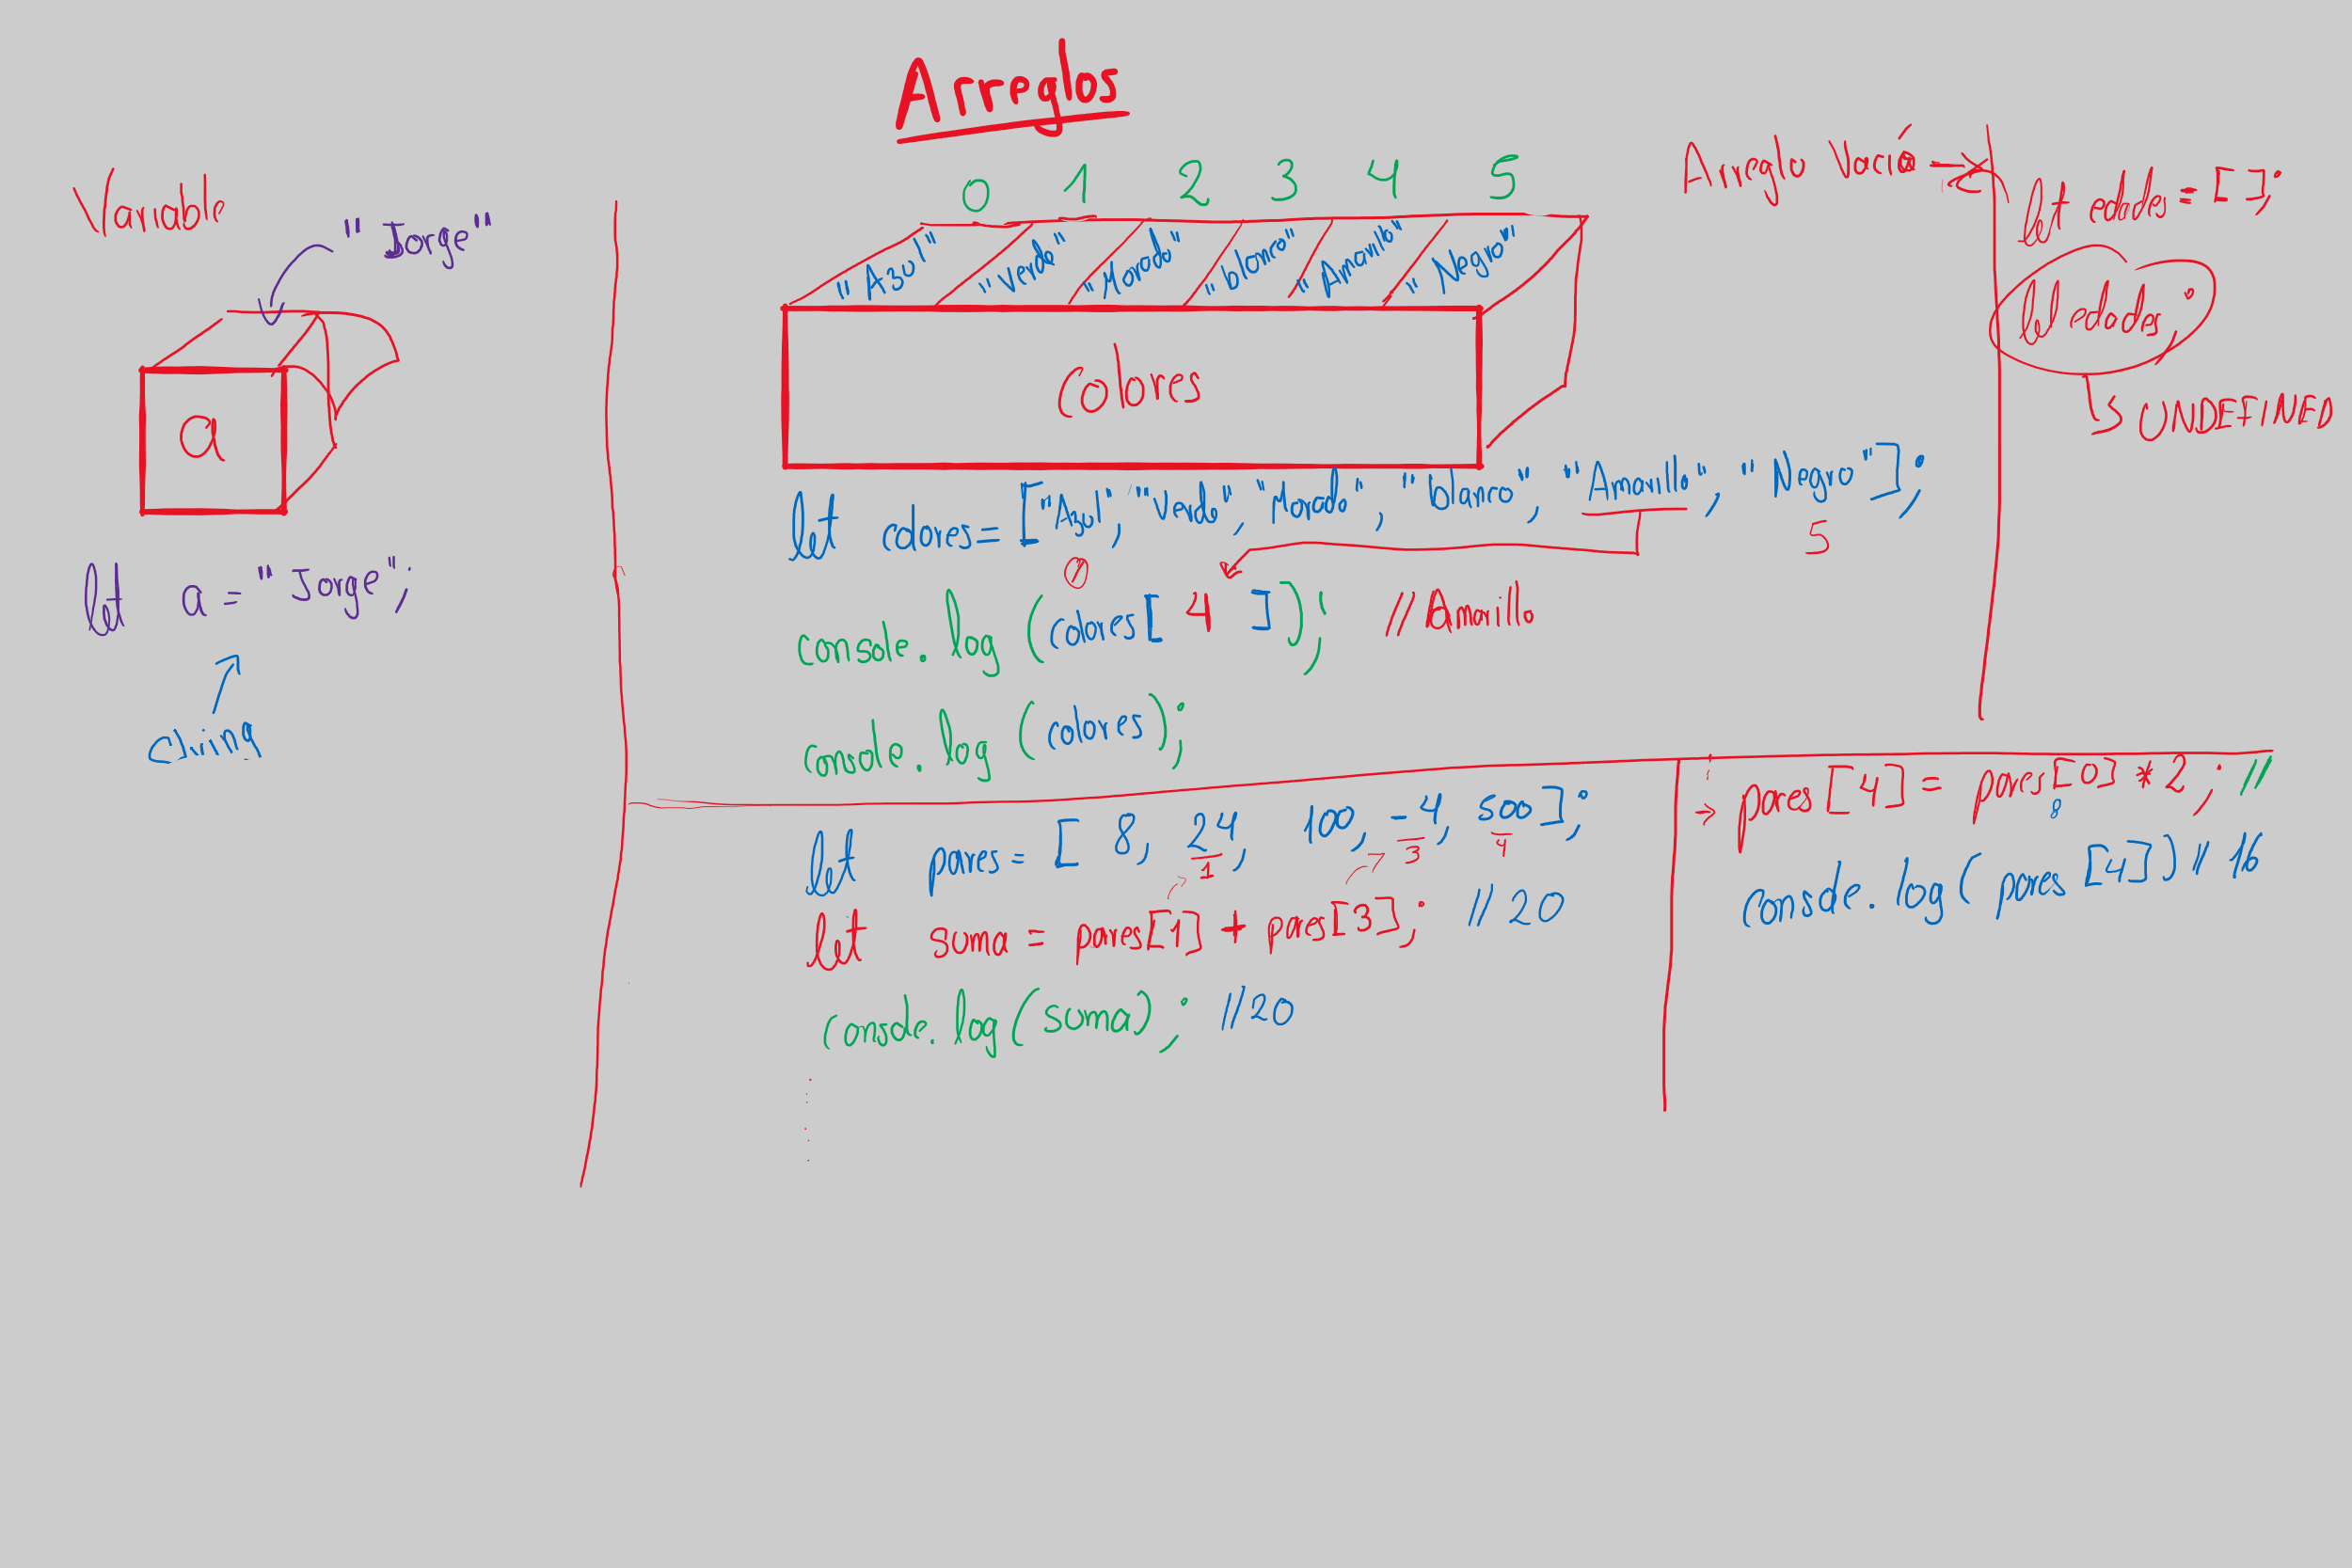 Arreglos
Variable
"Jorge"
a
let a = "Jorge";
string
0 1 2 3 4 5
"Azul" "Verde" "Morado" "blanco" "Amarillo" "Negro"
Colores
let colores = ["Azul", "Verde", "Morado", "blanco", "Amarillo", "Negro"];
0 5
console.log (colores[ 4 ]); // Amarillo
console.log (colores);
Arreglo Vació
let edades = [ ];
let edades;
UNDEFINED
let pares = [ 8, 24, 100, -4, 500 ];
1 3 4
let suma = pares[1] + pares[3]; // 20
console.log(suma); // 20
pares [4] = pares[0] * 2; //
8
Console.log( pares [4]) // 16